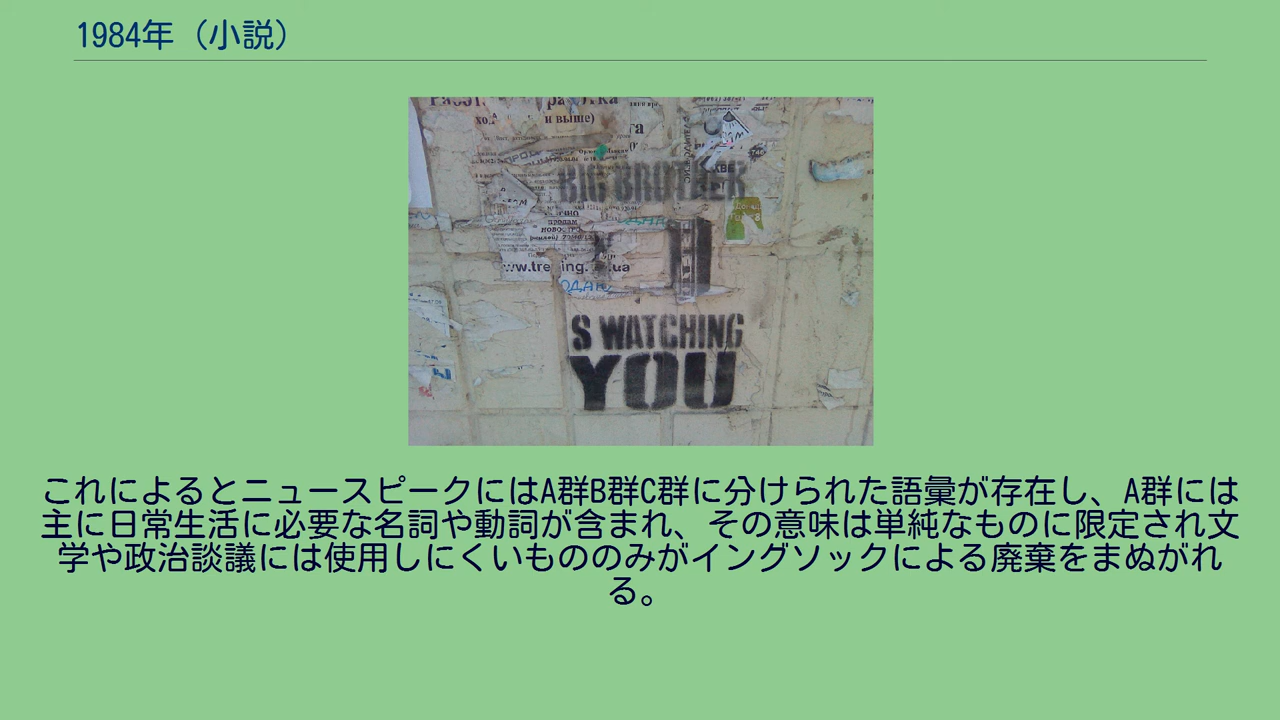 1984年（小説）
Работ
работка
ход
и выше)
та
BIG BROTHER
КВЕ
S WATCHING
YOU
これによるとニュースピークにはA群B群C群に分けられた語彙が存在し、A群には
主に日常生活に必要な名詞や動詞が含まれ、その意味は単純なものに限定され文
学や政治談議には使用しにくいもののみがイングソックによる廃棄をまぬがれ
る。